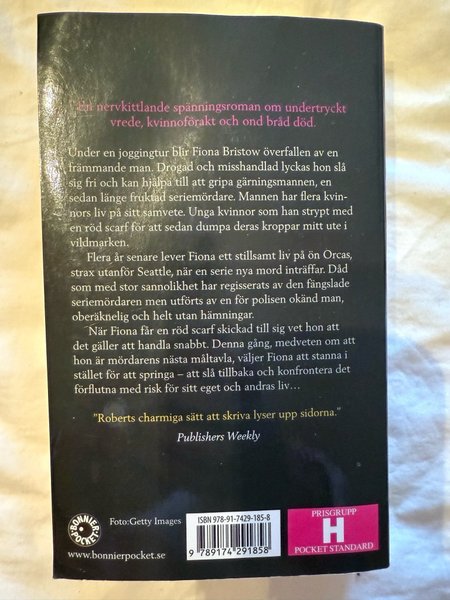 En nervkittlande spänningsroman om undertryckt
vrede, kvinnoförakt och ond bråd död.
Under en joggingtur blir Fiona Bristow överfallen av en
främmande man. Drogad och misshandlad lyckas hon slå
sig fri och kan hjälpa till att gripa gärningsmannen, en
sedan länge fruktad seriemördare. Mannen har flera kvin-
nors liv på sitt samvete. Unga kvinnor som han strypt med
en röd scarf för att sedan dumpa deras kroppar mitt ute i
vildmarken.
Flera år senare lever Fiona ett stillsamt liv på ön Orcas,
strax utanför Seattle, när en serie nya mord inträffar. Dåd
som med stor sannolikhet har regisserats av den fängslade
seriemördaren men utförts av en för polisen okänd man,
oberäknelig och helt utan hämningar.
När Fiona får en röd scarf skickad till sig vet hon att
det gäller att handla snabbt. Denna gång, medveten om att
hon är mördarens nästa måltavla, väljer Fiona att stanna i
stället för att springa – att slå tillbaka och konfrontera det
förflutna med risk för sitt eget och andras liv…
"Roberts charmiga sätt att skriva lyser upp sidorna."
Publishers Weekly
BONNIER
POCKET
Foto:Getty Images
www.bonnierpocket.se
ISBN 978-91-7429-185-8
9 789174 291858
PRISGRUPP
H
POCKET STANDARD